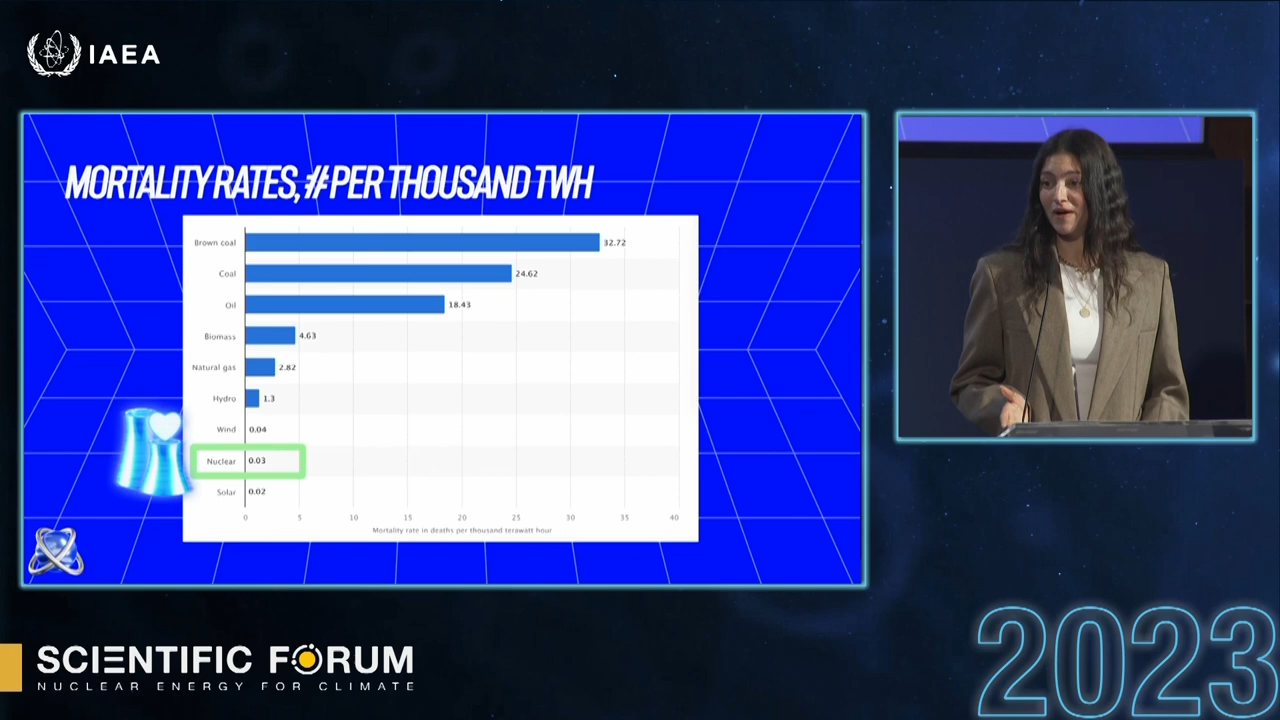 IAEA
MORTALITY RATES, # PER THOUSAND TWH
Brown coal 32.72
Coal 24.62
Oil 18.43
Biomass 4.63
Natural gas 2.82
Hydro 1.3
Wind 0.04
Nuclear 0.03
Solar 0.02
0 5 10 15 20 25 30 35 40
Mortality rate in deaths per thousand terawatt hour
SCIENTIFIC FORUM
NUCLEAR ENERGY FOR CLIMATE
2023